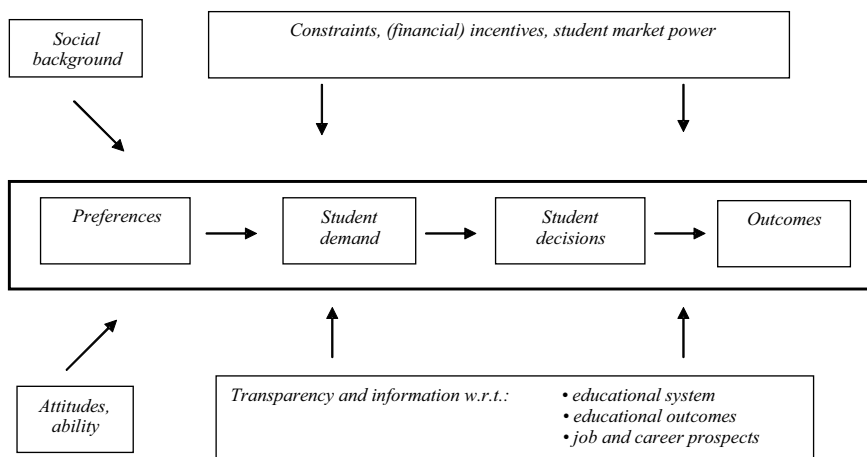 Social
background
Constraints, (financial) incentives, student market power
Preferences
Student
demand
Student
decisions
Outcomes
Attitudes,
ability
Transparency and information w.r.t.:
• educational system
• educational outcomes
• job and career prospects